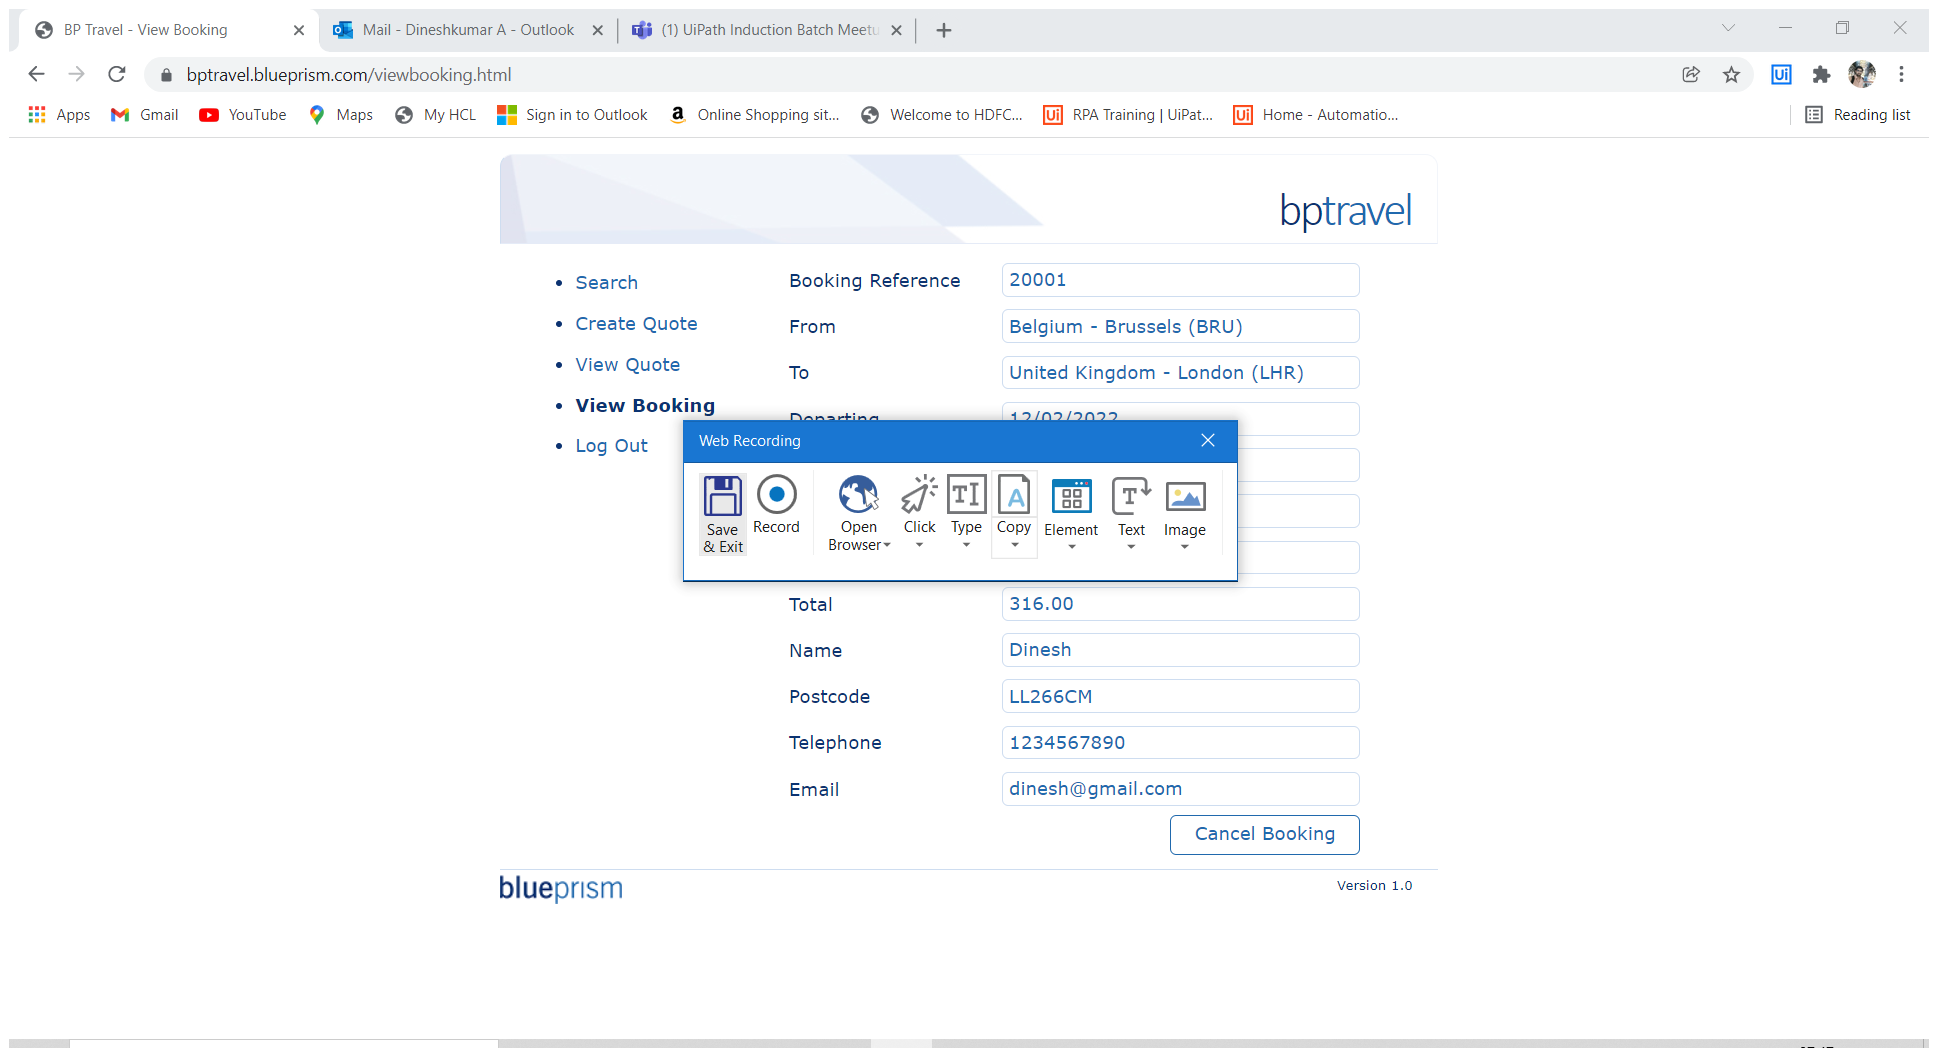 BP Travel - View Booking
Mail - Dineshkumar A - Outlook
(1) UiPath Induction Batch Meetu
bptravel.blueprism.com/viewbooking.html
Ui
Apps
Gmail
YouTube
Maps
My HCL
Sign in to Outlook
Online Shopping sit...
Welcome to HDFC...
RPA Training | UiPat...
Home - Automatio...
Reading list
bptravel
Search
Create Quote
View Quote
View Booking
Log Out
Booking Reference 20001
From Belgium - Brussels (BRU)
To United Kingdom - London (LHR)
Departing 12/02/2022
Web Recording
Save & Exit
Record
Open Browser
Click
Type
Copy
Element
Text
Image
Total 316.00
Name Dinesh
Postcode LL266CM
Telephone 1234567890
Email dinesh@gmail.com
Cancel Booking
blueprism
Version 1.0